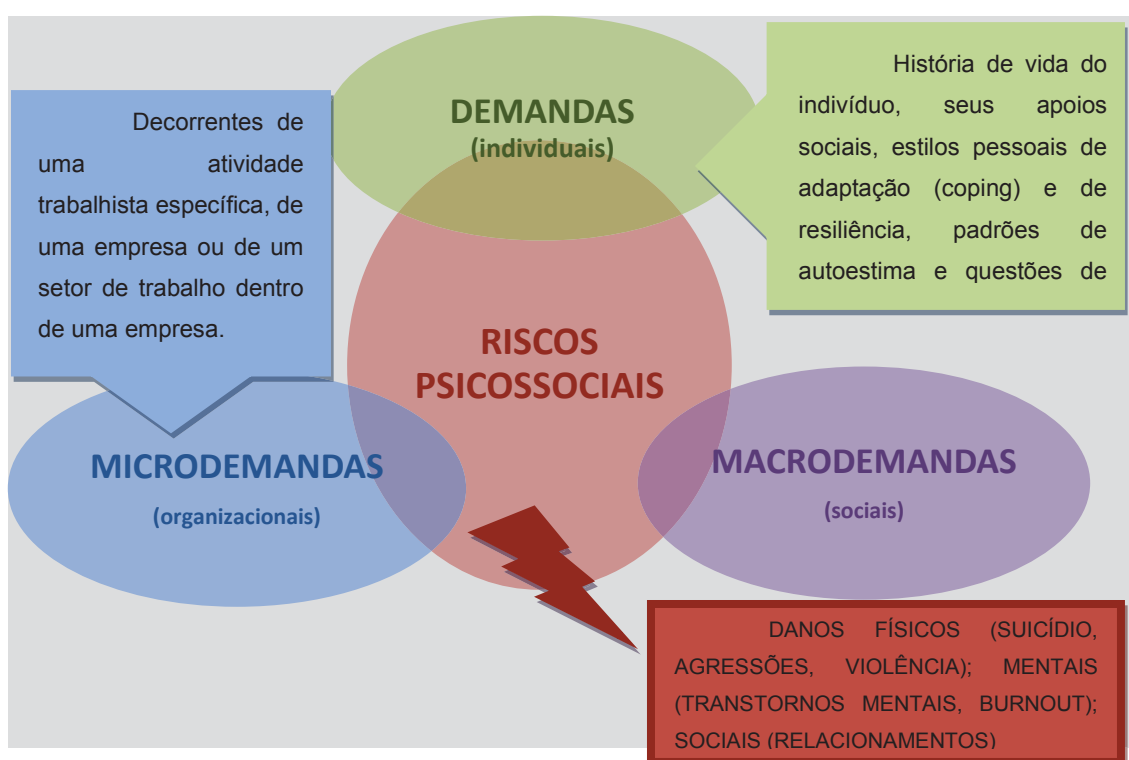 Decorrentes de
uma atividade
trabalhista específica, de
uma empresa ou de um
setor de trabalho dentro
de uma empresa.
DEMANDAS
(individuais)
História de vida do
indivíduo, seus apoios
sociais, estilos pessoais de
adaptação (coping) e de
resiliência, padrões de
autoestima e questões de
RISCOS
PSICOSSOCIAIS
MICRODEMANDAS
(organizacionais)
MACRODEMANDAS
(sociais)
DANOS FÍSICOS (SUICÍDIO,
AGRESSÕES, VIOLÊNCIA); MENTAIS
(TRANSTORNOS MENTAIS, BURNOUT);
SOCIAIS (RELACIONAMENTOS)